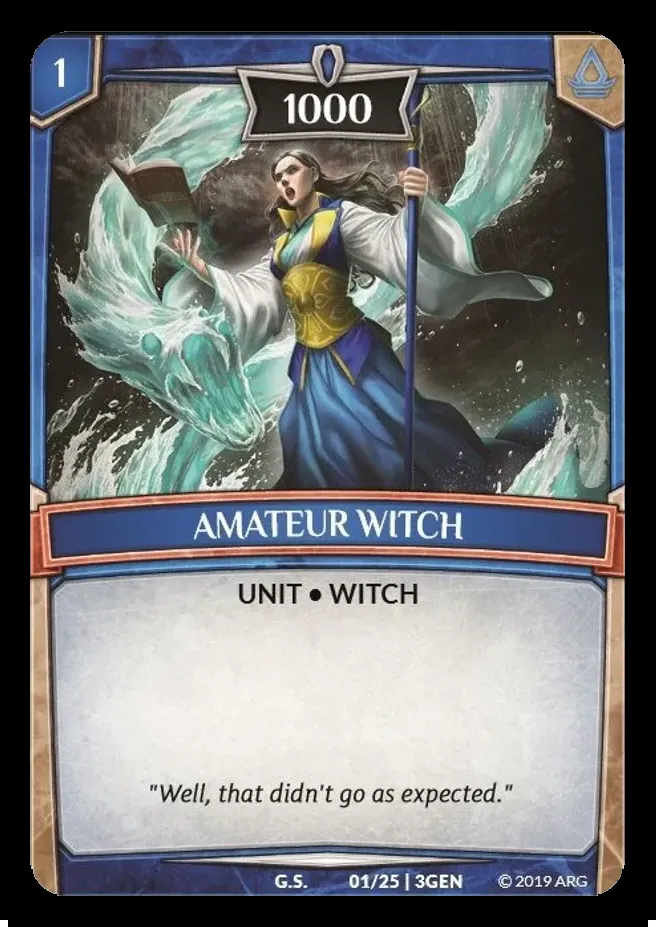 1
1000
AMATEUR WITCH
UNIT • WITCH
"Well, that didn't go as expected."
G.S. 01/25 | 3GEN © 2019 ARG